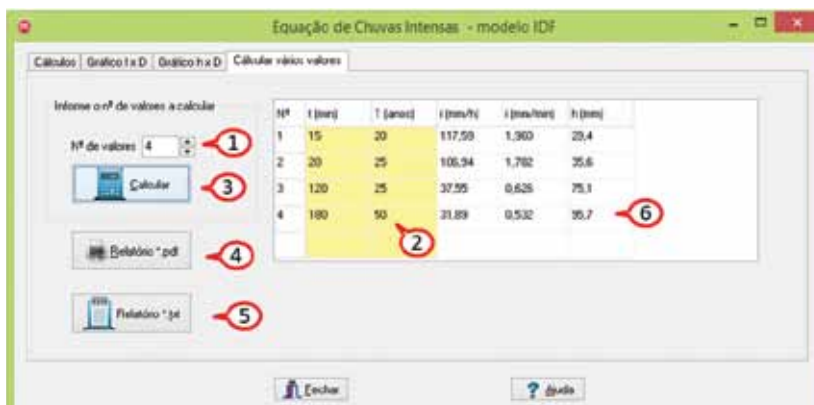 Equação de Chuvas Intensas - modelo IDF
Cálculos Gráfico I x D Gráfico h x D Cálcular vários valores
Informe o nº de valores a calcular
Nº de valores 4
1
Calcular
3
Relatório *.pdf
4
Relatório *.txt
5
Nº t (min) T (anos) i (mm/h) i (mm/min) h (mm)
1 15 20 117,59 1,960 29,4
2 20 25 106,94 1,782 35,6
3 120 25 37,55 0,626 75,1
4 180 50 31,89 0,532 95,7
2
6
Fechar
? Ajuda